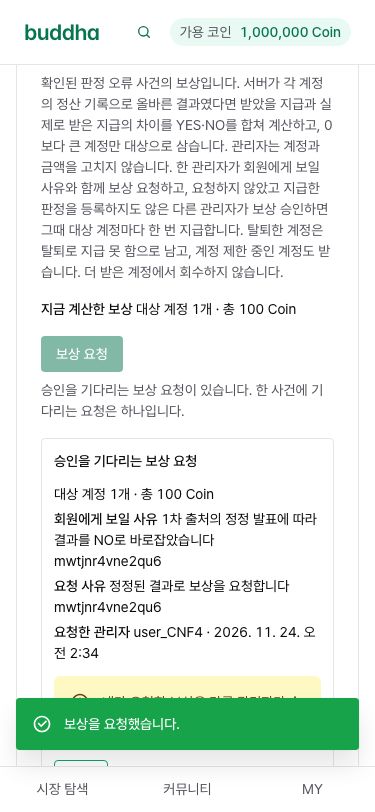 buddha
가용 코인 1,000,000 Coin
확인된 판정 오류 사건의 보상입니다. 서버가 각 계정
의 정산 기록으로 올바른 결과였다면 받았을 지급과 실
제로 받은 지급의 차이를 YES·NO를 합쳐 계산하고, 0
보다 큰 계정만 대상으로 삼습니다. 관리자는 계정과
금액을 고치지 않습니다. 한 관리자가 회원에게 보일
사유와 함께 보상 요청하고, 요청하지 않았고 지급한
판정을 등록하지도 않은 다른 관리자가 보상 승인하면
그때 대상 계정마다 한 번 지급합니다. 탈퇴한 계정은
탈퇴로 지급 못 함으로 남고, 계정 제한 중인 계정도 받
습니다. 더 받은 계정에서 회수하지 않습니다.
지금 계산한 보상 대상 계정 1개 · 총 100 Coin
보상 요청
승인을 기다리는 보상 요청이 있습니다. 한 사건에 기
다리는 요청은 하나입니다.
승인을 기다리는 보상 요청
대상 계정 1개 · 총 100 Coin
회원에게 보일 사유 1차 출처의 정정 발표에 따라
결과를 NO로 바로잡았습니다
mwtjnr4vne2qu6
요청 사유 정정된 결과로 보상을 요청합니다
mwtjnr4vne2qu6
요청한 관리자 user_CNF4 · 2026. 11. 24. 오
전 2:34
보상을 요청했습니다.
시장 탐색
커뮤니티
MY